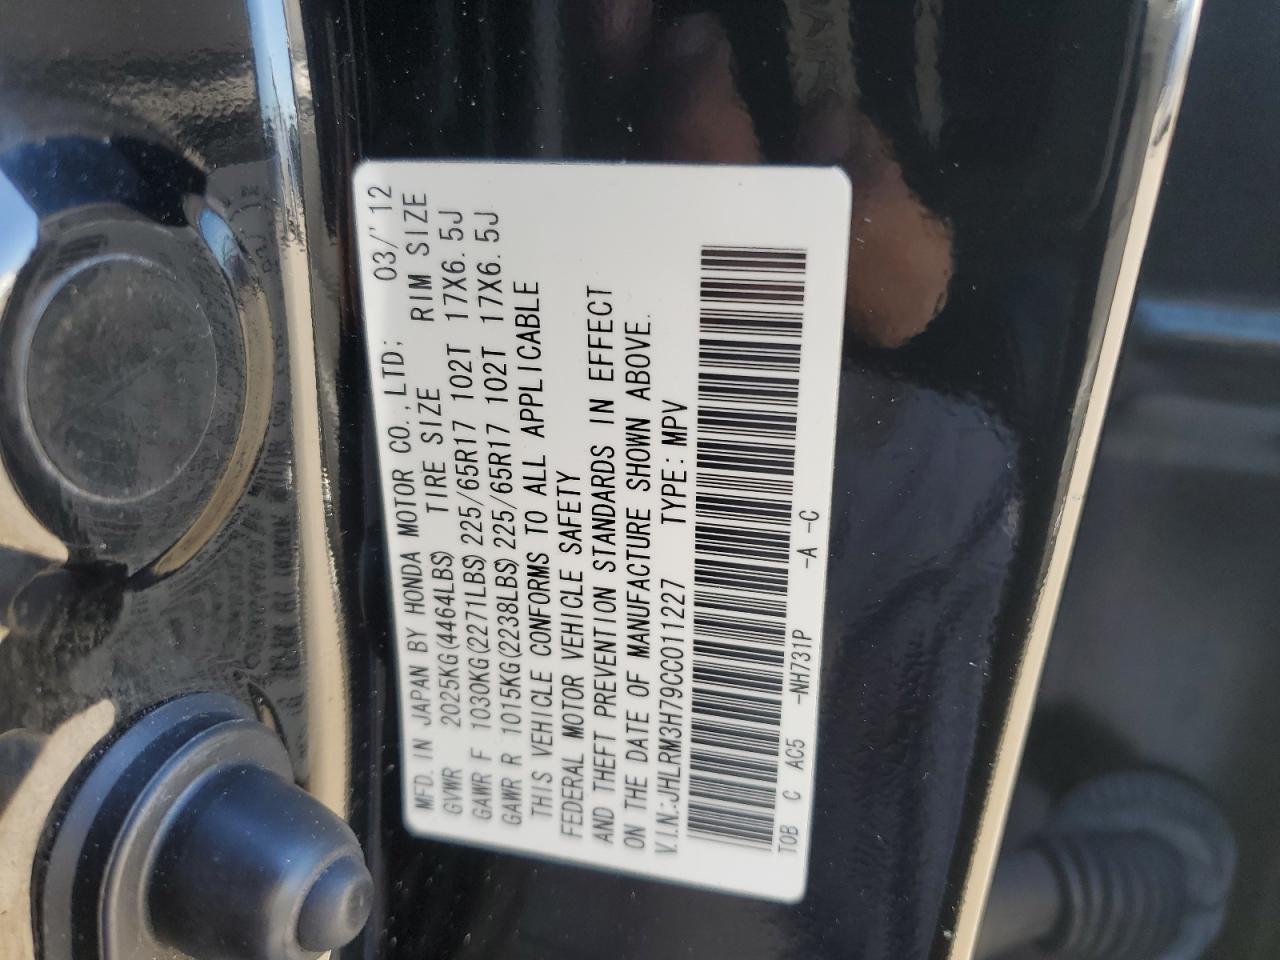 MFD. IN JAPAN BY HONDA MOTOR CO., LTD; 03/'12
GVWR 2025KG(4464LBS) TIRE SIZE RIM SIZE
GAWR F 1030KG(2271LBS) 225/65R17 102T 17X6.5J
GAWR R 1015KG(2238LBS) 225/65R17 102T 17X6.5J
THIS VEHICLE CONFORMS TO ALL APPLICABLE
FEDERAL MOTOR VEHICLE SAFETY
AND THEFT PREVENTION STANDARDS IN EFFECT
ON THE DATE OF MANUFACTURE SHOWN ABOVE.
V.I.N.:JHLRM3H79CC011227 TYPE:MPV
T0B C AC5 -NH731P -A -C